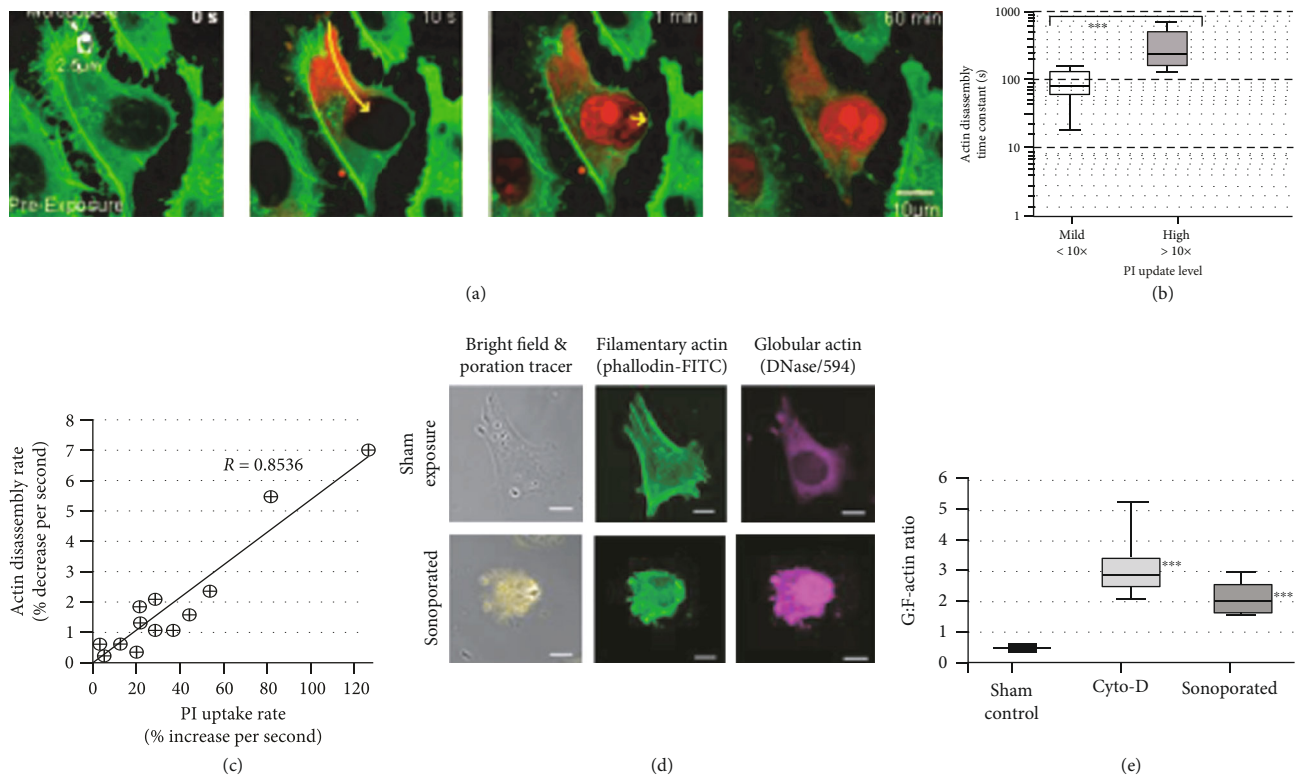 0 s
2.5µm
Pre-Exposure
10 s
1 min
60 min
10µm
(a)
Actin disassembly
time constant (s)
1000
100
10
1
***
Mild
< 10×
High
> 10×
PI update level
(b)
Actin disassembly rate
(% decrease per second)
8
7
6
5
4
3
2
1
0
R = 0.8536
0 20 40 60 80 100 120
PI uptake rate
(% increase per second)
(c)
Bright field &
poration tracer
Filamentary actin
(phallodin-FITC)
Globular actin
(DNase/594)
Sham
exposure
Sonoporated
(d)
G:F-actin ratio
6
5
4
3
2
1
0
***
***
Sham
control
Cyto-D
Sonoporated
(e)